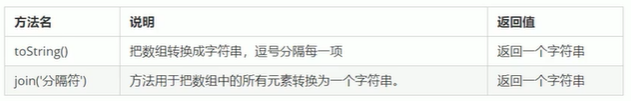 方法名 说明 返回值
toString() 把数组转换成字符串，逗号分隔每一项 返回一个字符串
join('分隔符') 方法用于把数组中的所有元素转换为一个字符串。 返回一个字符串